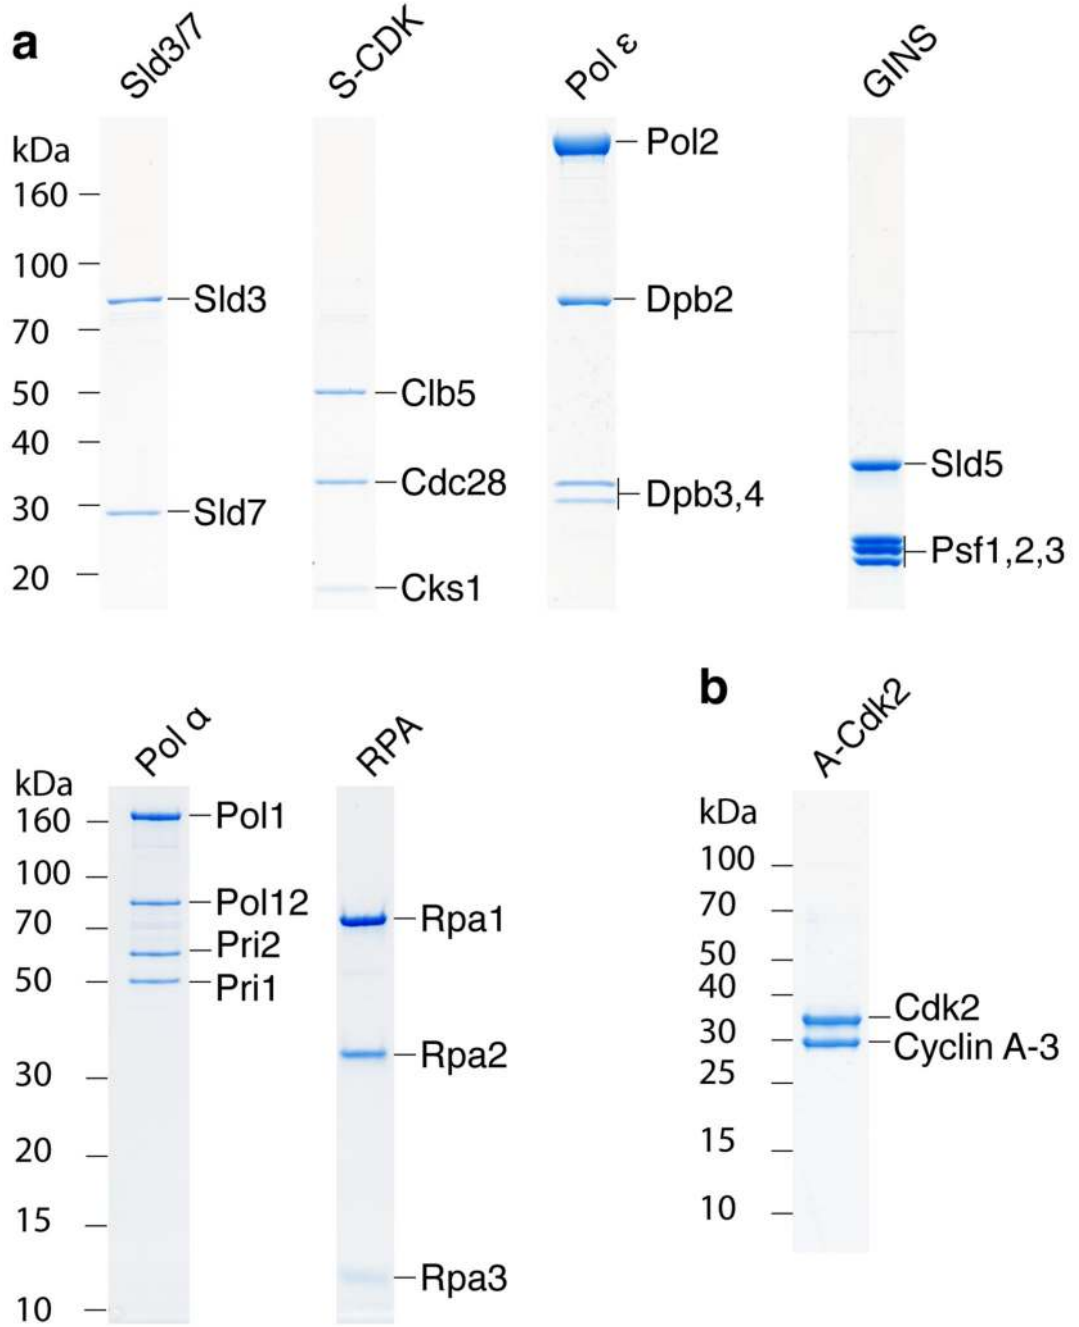 a
Sld3/7
S-CDK
Pol ε
GINS
kDa
160
100
70
50
40
30
20
Sld3
Sld7
Clb5
Cdc28
Cks1
Pol2
Dpb2
Dpb3,4
Sld5
Psf1,2,3
Pol α
RPA
kDa
160
100
70
50
30
20
15
10
Pol1
Pol12
Pri2
Pri1
Rpa1
Rpa2
Rpa3
b
A-Cdk2
kDa
100
70
50
40
30
25
15
10
Cdk2
Cyclin A-3